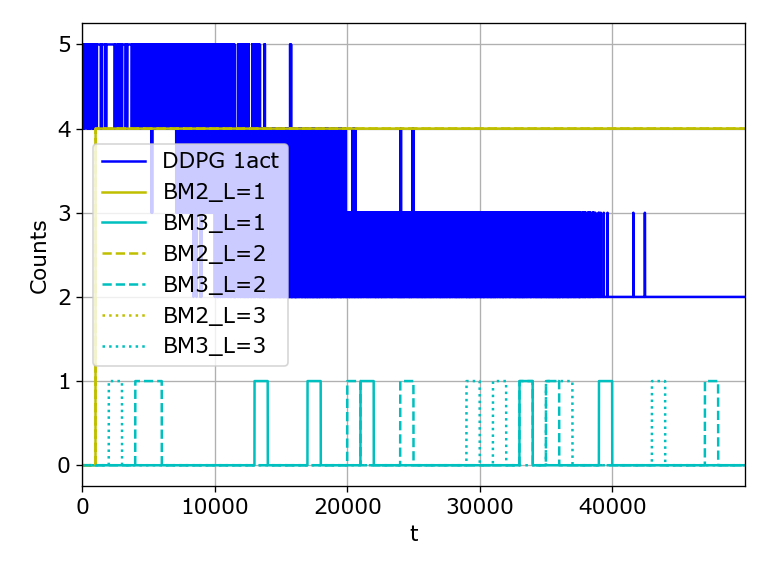 5
4
3
2
1
0
Counts
DDPG 1act
BM2_L=1
BM3_L=1
BM2_L=2
BM3_L=2
BM2_L=3
BM3_L=3
0 10000 20000 30000 40000
t